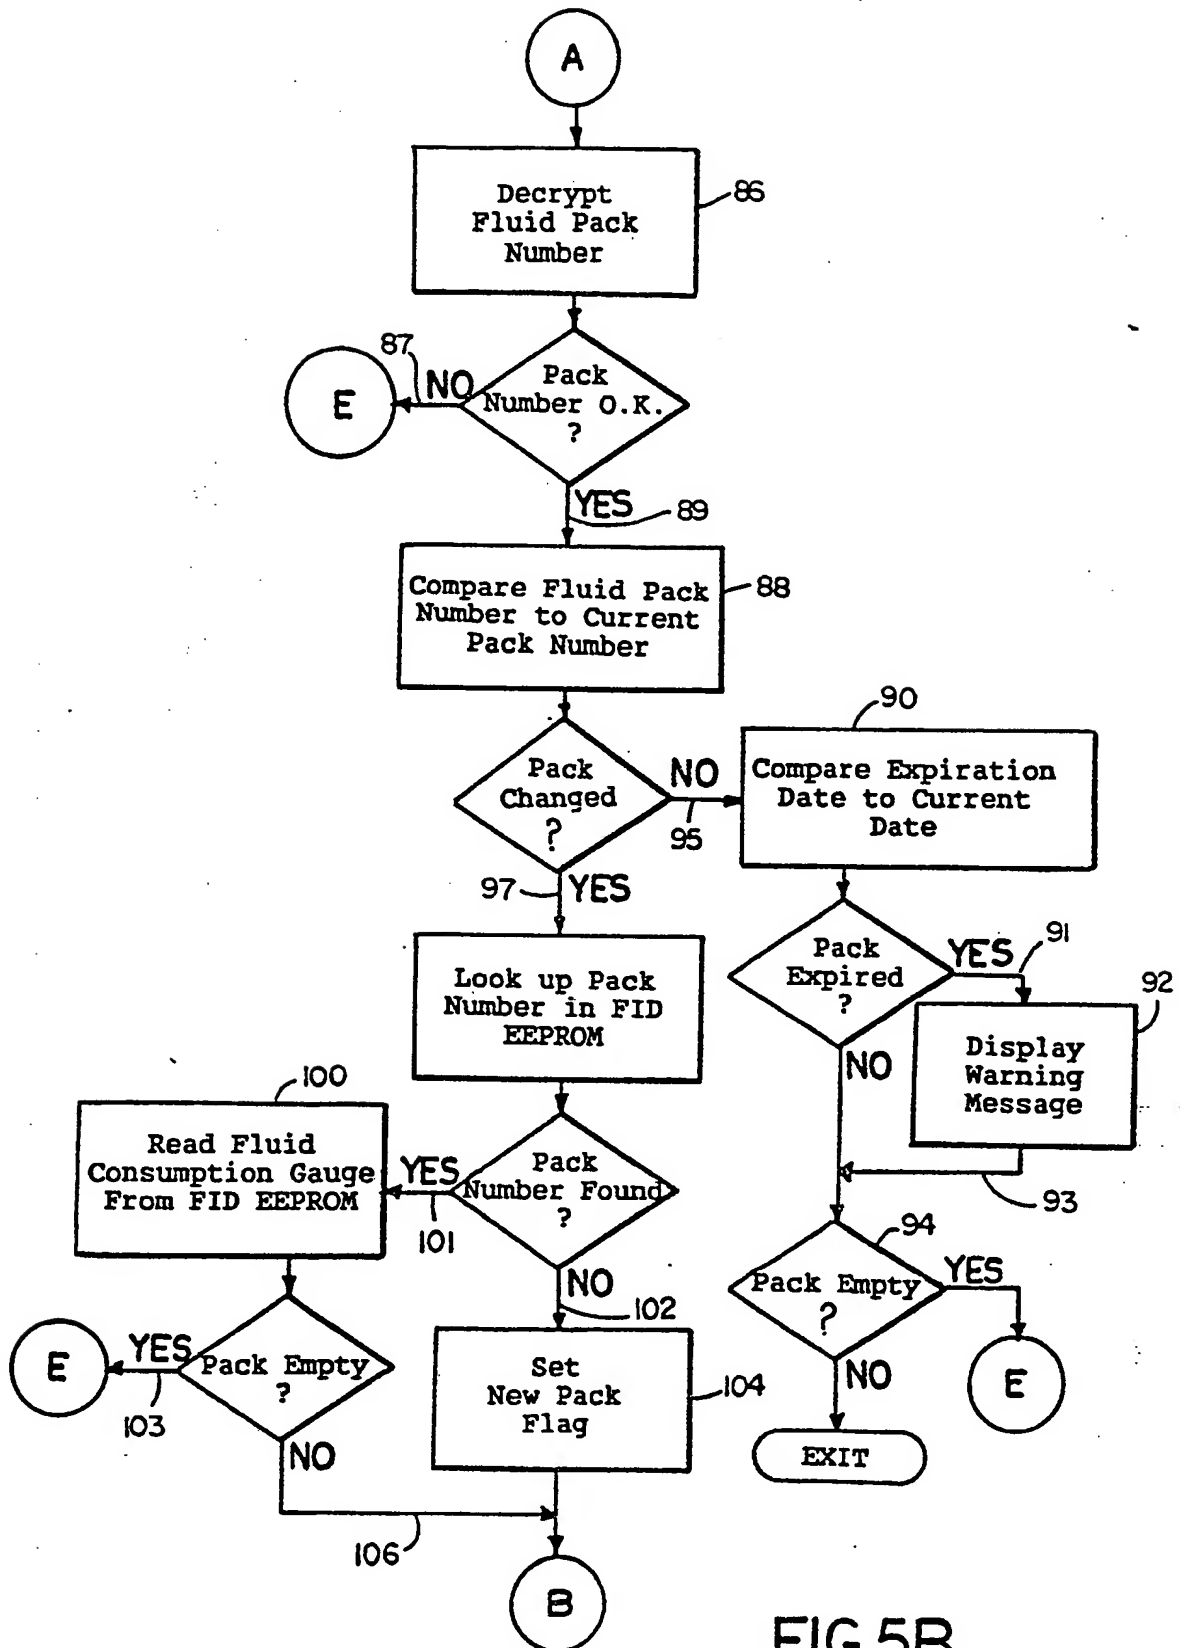 A
Decrypt
Fluid Pack
Number
86
87
NO
E
Pack
Number O.K.
?
YES
89
Compare Fluid Pack
Number to Current
Pack Number
88
90
Pack
Changed
?
NO
95
Compare Expiration
Date to Current
Date
97
YES
Look up Pack
Number in FID
EEPROM
Pack
Expired
?
YES
91
92
Display
Warning
Message
NO
93
100
Read Fluid
Consumption Gauge
From FID EEPROM
YES
101
Pack
Number Found
?
NO
102
94
Pack Empty
?
YES
E
NO
EXIT
E
YES
103
Pack Empty
?
NO
Set
New Pack
Flag
104
106
B
FIG.5B